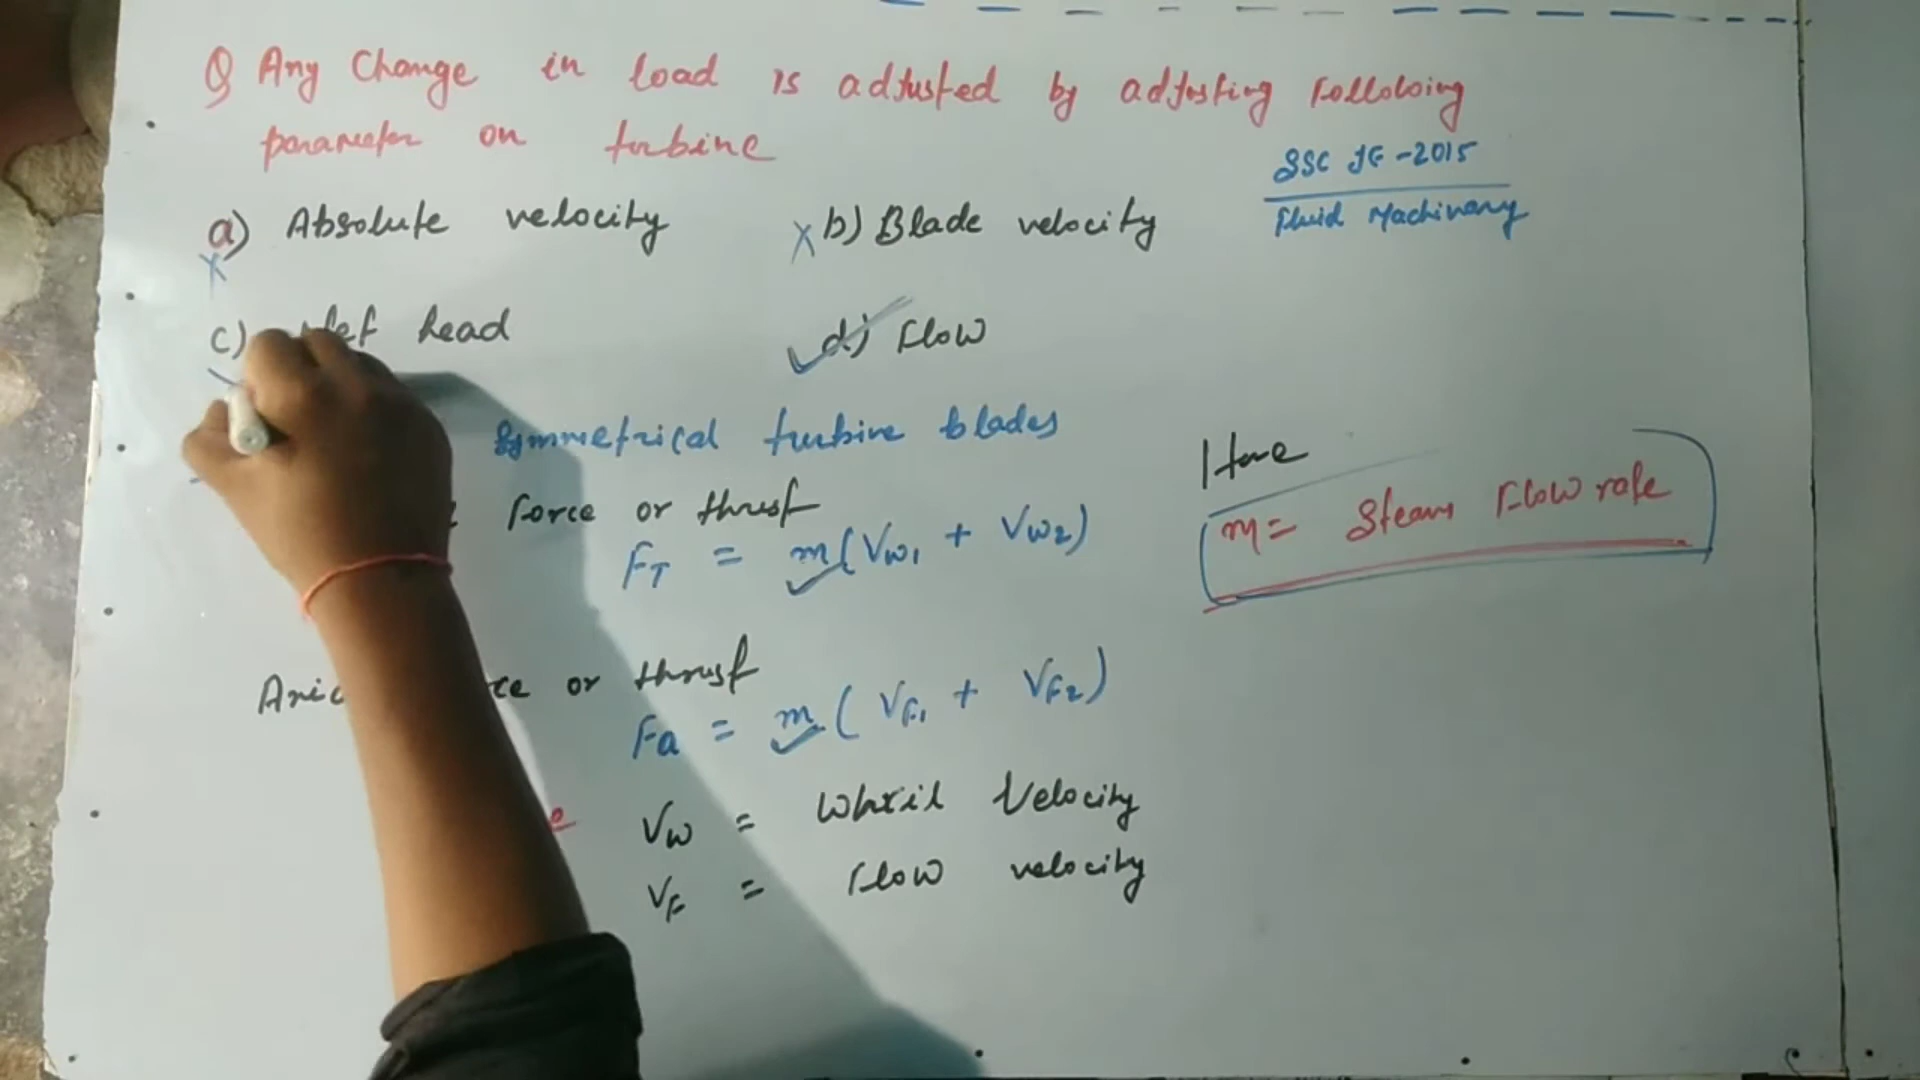 Q Any Change in load is adjusted by adjusting following
parameter on turbine
SSC JE-2015
Fluid Machinary
a) Absolute velocity
X b) Blade velocity
X
c) head
d) Flow
Symmetrical turbine blades
Here
m = Steam Flow rate
Force or thrust
FT = m(Vw1 + Vw2)
or thrust
Fa = m(VF1 + VF2)
Vw = Whril Velocity
VF = Flow velocity